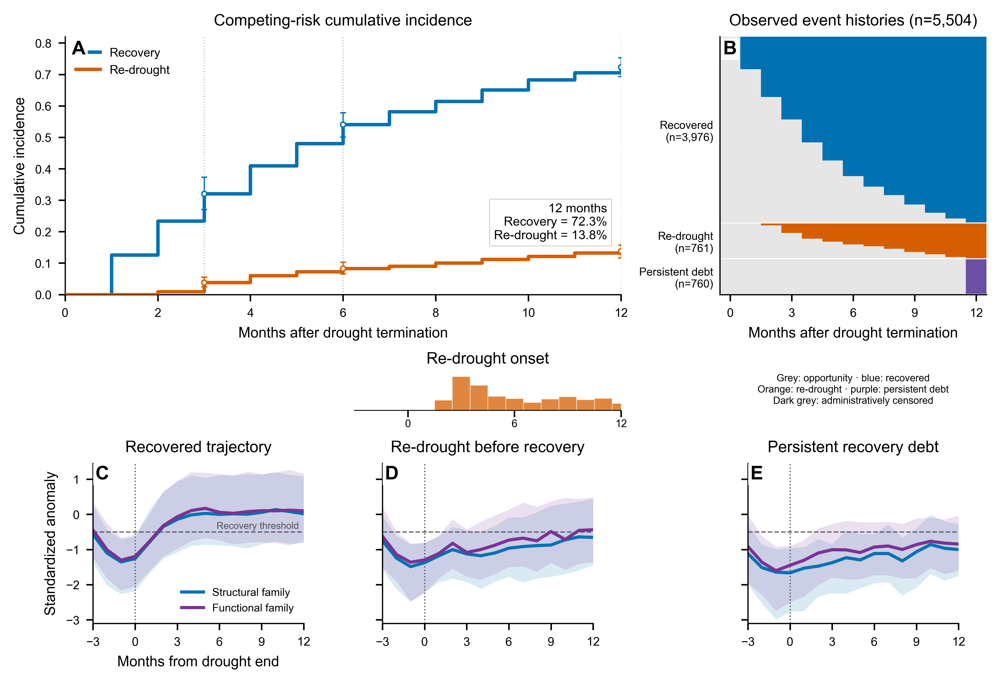 Competing-risk cumulative incidence
A
Recovery
Re-drought
Cumulative incidence
0.8
0.7
0.6
0.5
0.4
0.3
0.2
0.1
0.0
12 months
Recovery = 72.3%
Re-drought = 13.8%
0 2 4 6 8 10 12
Months after drought termination
Observed event histories (n=5,504)
B
Recovered
(n=3,976)
Re-drought
(n=761)
Persistent debt
(n=760)
0 3 6 9 12
Months after drought termination
Re-drought onset
0 6 12
Grey: opportunity · blue: recovered
Orange: re-drought · purple: persistent debt
Dark grey: administratively censored
Recovered trajectory
C
Standardized anomaly
1
0
−1
−2
−3
Recovery threshold
Structural family
Functional family
−3 0 3 6 9 12
Months from drought end
Re-drought before recovery
D
−3 0 3 6 9 12
Persistent recovery debt
E
−3 0 3 6 9 12